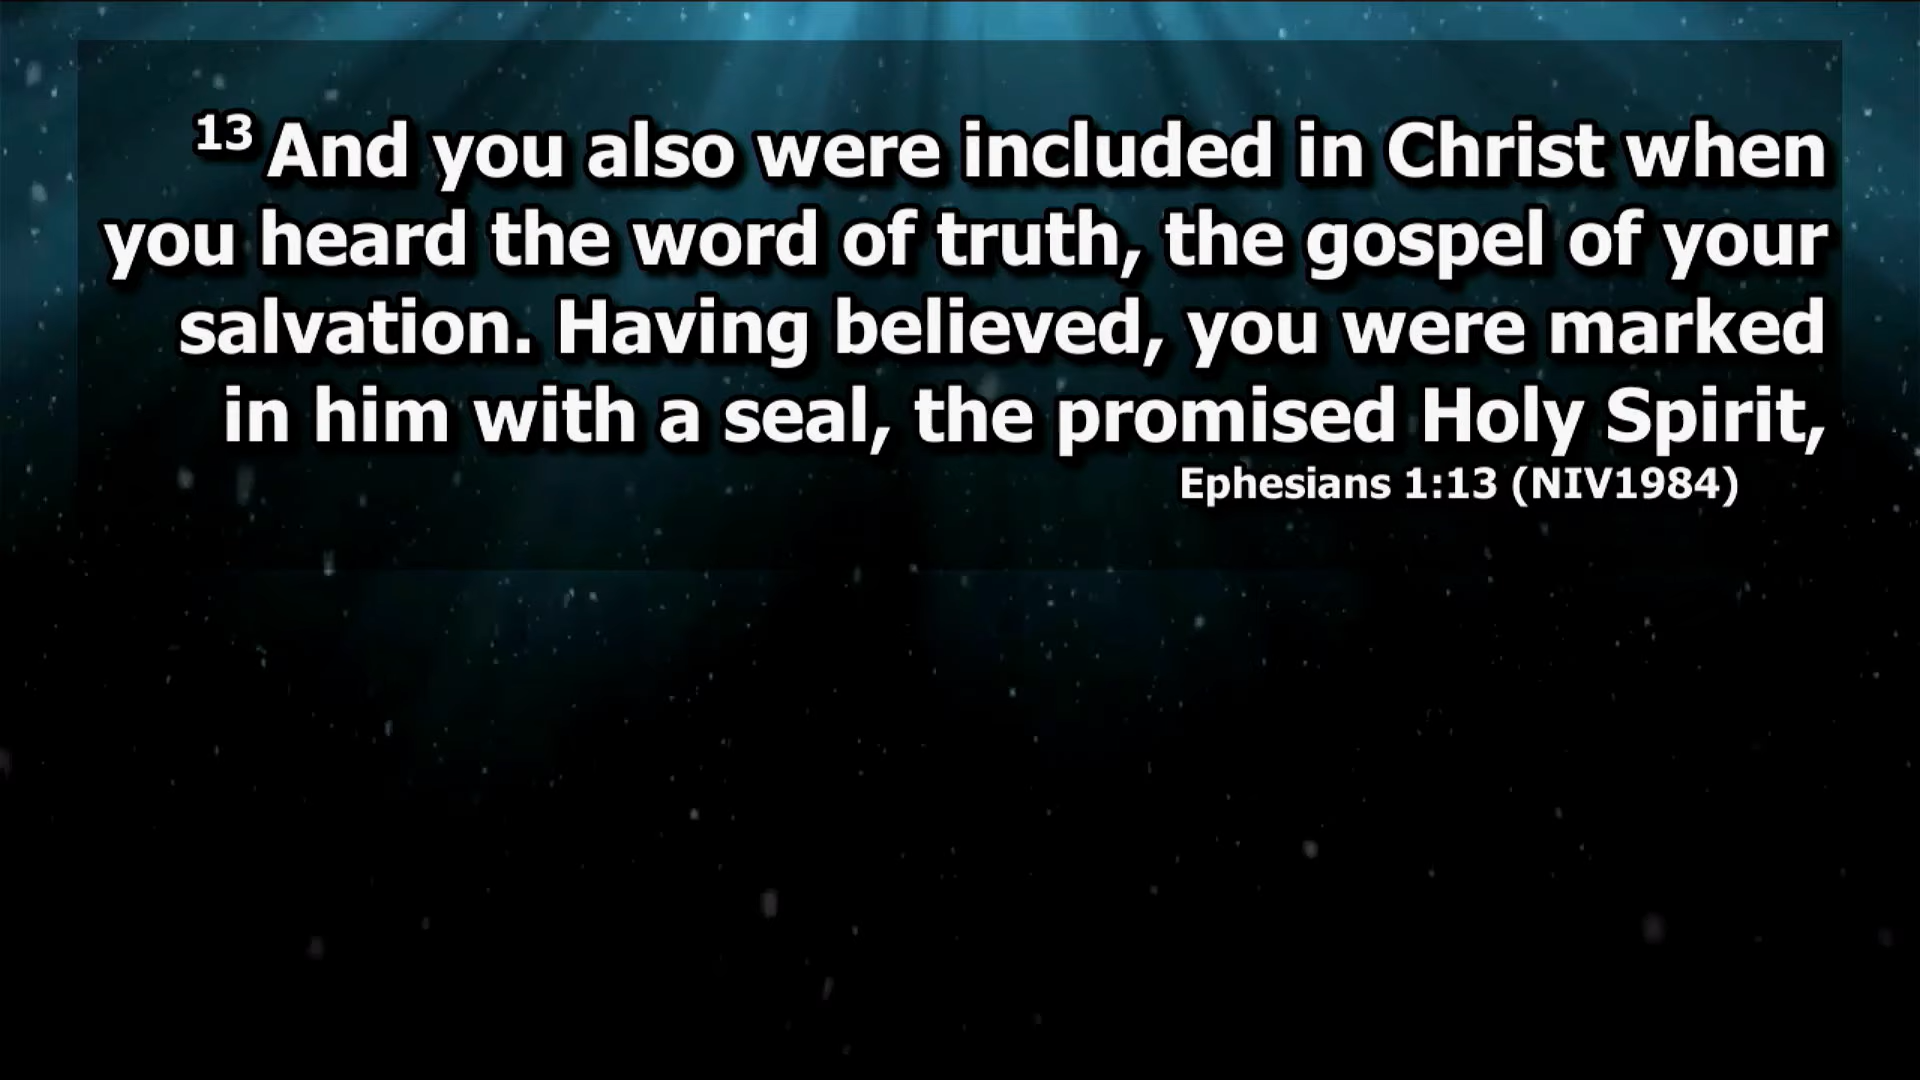 13 And you also were included in Christ when
you heard the word of truth, the gospel of your
salvation. Having believed, you were marked
in him with a seal, the promised Holy Spirit,
Ephesians 1:13 (NIV1984)